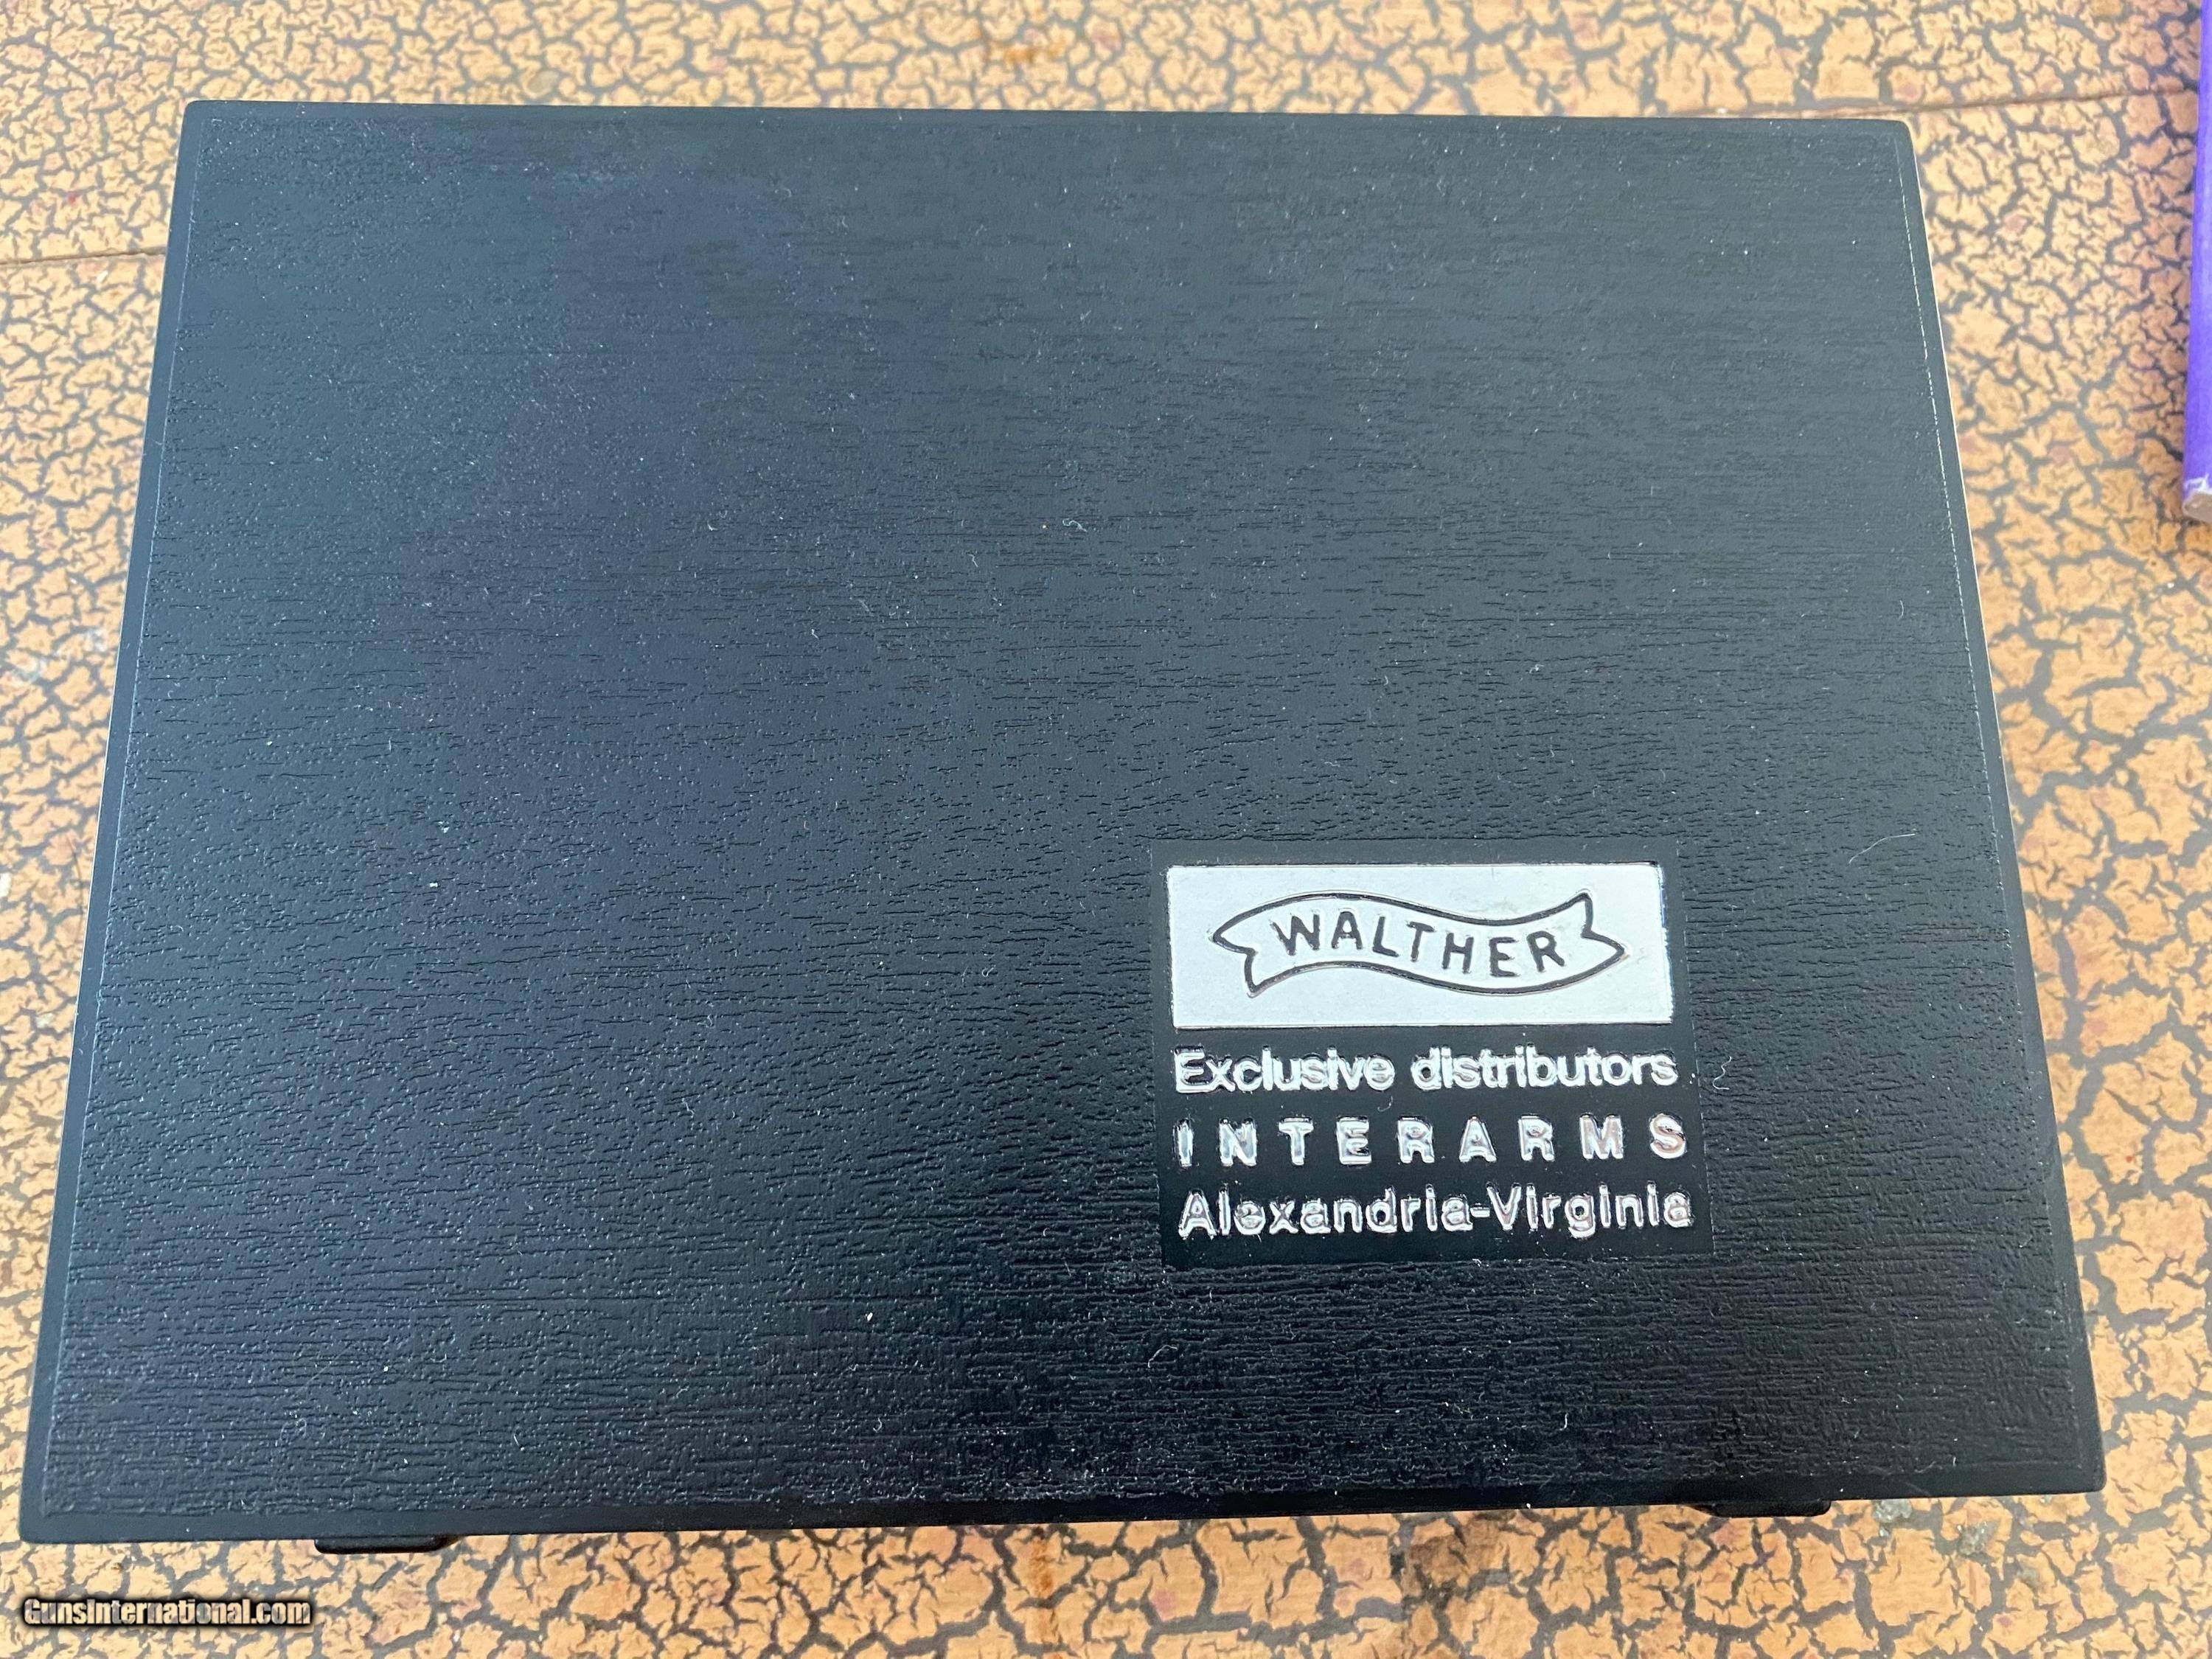 WALTHER
Exclusive distributors
INTERARMS
Alexandria-Virginia
GunsInternational.com